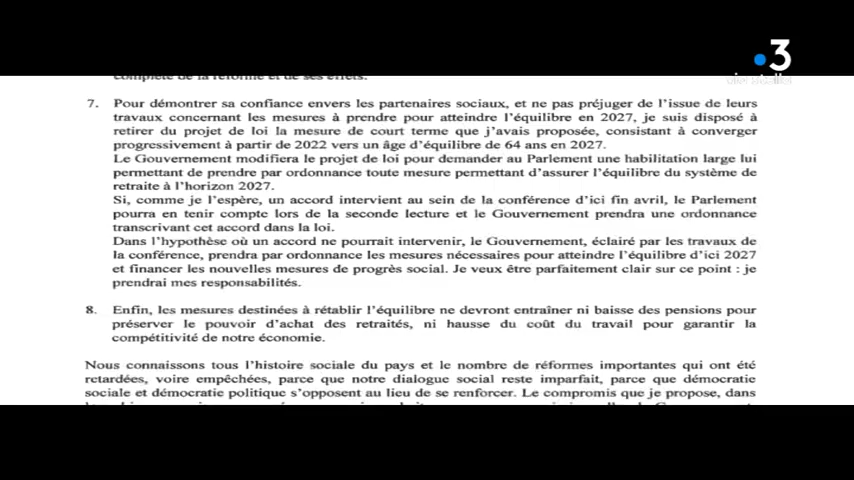 3
complète de la réforme et de ses effets.
7. Pour démontrer sa confiance envers les partenaires sociaux, et ne pas préjuger de l'issue de leurs
travaux concernant les mesures à prendre pour atteindre l'équilibre en 2027, je suis disposé à
retirer du projet de loi la mesure de court terme que j'avais proposée, consistant à converger
progressivement à partir de 2022 vers un âge d'équilibre de 64 ans en 2027.
Le Gouvernement modifiera le projet de loi pour demander au Parlement une habilitation large lui
permettant de prendre par ordonnance toute mesure permettant d'assurer l'équilibre du système de
retraite à l'horizon 2027.
Si, comme je l'espère, un accord intervient au sein de la conférence d'ici fin avril, le Parlement
pourra en tenir compte lors de la seconde lecture et le Gouvernement prendra une ordonnance
transcrivant cet accord dans la loi.
Dans l'hypothèse où un accord ne pourrait intervenir, le Gouvernement, éclairé par les travaux de
la conférence, prendra par ordonnance les mesures nécessaires pour atteindre l'équilibre d'ici 2027
et financer les nouvelles mesures de progrès social. Je veux être parfaitement clair sur ce point : je
prendrai mes responsabilités.
8. Enfin, les mesures destinées à rétablir l'équilibre ne devront entraîner ni baisse des pensions pour
préserver le pouvoir d'achat des retraités, ni hausse du coût du travail pour garantir la
compétitivité de notre économie.
Nous connaissons tous l'histoire sociale du pays et le nombre de réformes importantes qui ont été
retardées, voire empêchées, parce que notre dialogue social reste imparfait, parce que démocratie
sociale et démocratie politique s'opposent au lieu de se renforcer. Le compromis que je propose, dans